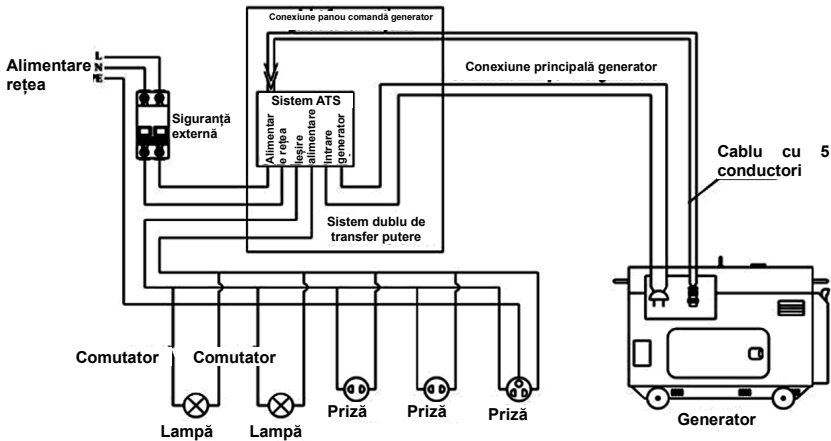 Conexiune panou comandă generator
Conexiune principală generator
Alimentare
rețea
L
N
PE
Siguranță
externă
Sistem ATS
Alimentar
e rețea
Ieșire
alimentare
Intrare
generator
Cablu cu 5
conductori
Sistem dublu de
transfer putere
Comutator
Comutator
Lampă
Lampă
Priză
Priză
Priză
Generator